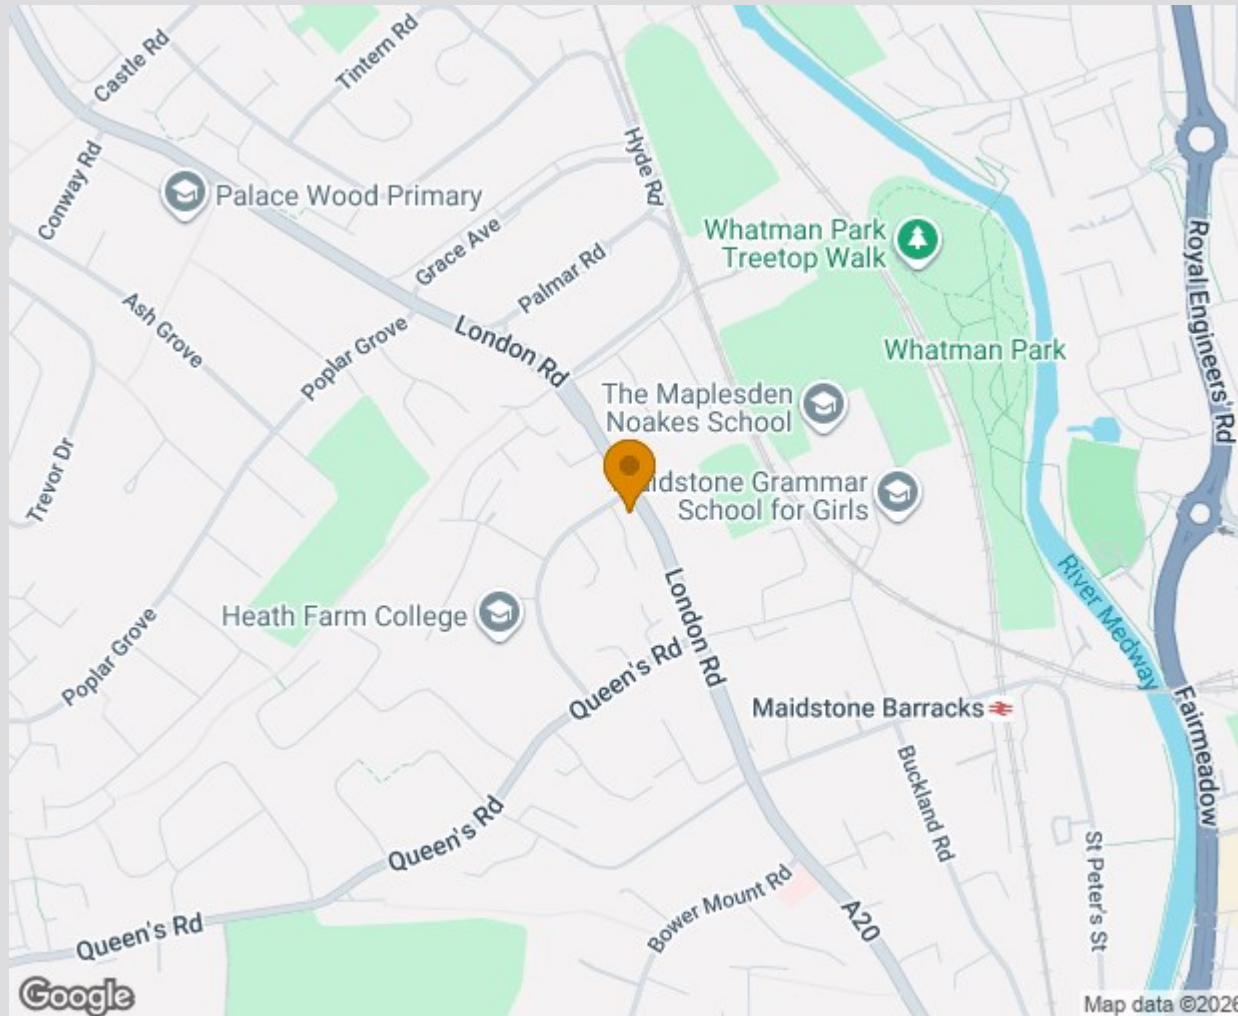 Castle Rd
Tintern Rd
Conway Rd
Palace Wood Primary
Hyde Rd
Grace Ave
Palmar Rd
Whatman Park
Treetop Walk
Royal Engineers' Rd
Ash Grove
Poplar Grove
London Rd
Whatman Park
The Maplesden
Noakes School
Trevor Dr
idstone Grammar
School for Girls
London Rd
River Medway
Heath Farm College
Poplar Grove
Queen's Rd
Maidstone Barracks
Fairmeadow
Buckland Rd
Queen's Rd
St Peter's St
Bower Mount Rd
A20
Queen's Rd
Google
Map data ©2026